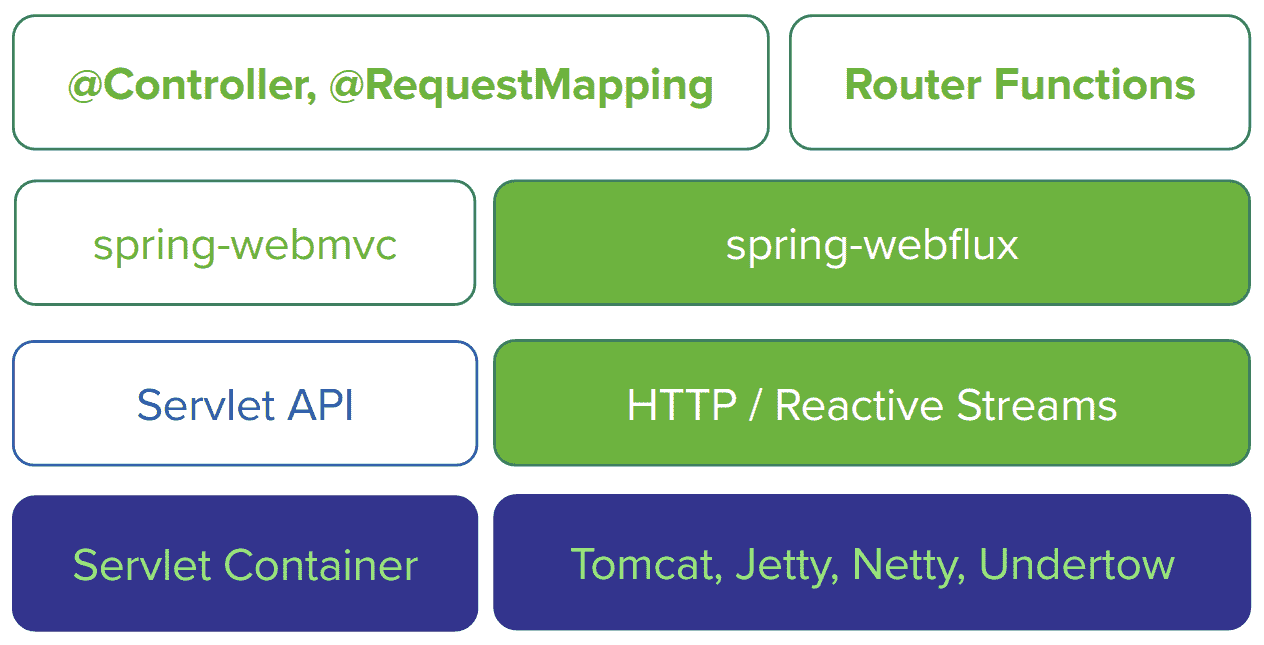 @Controller, @RequestMapping
Router Functions
spring-webmvc
spring-webflux
Servlet API
HTTP / Reactive Streams
Servlet Container
Tomcat, Jetty, Netty, Undertow